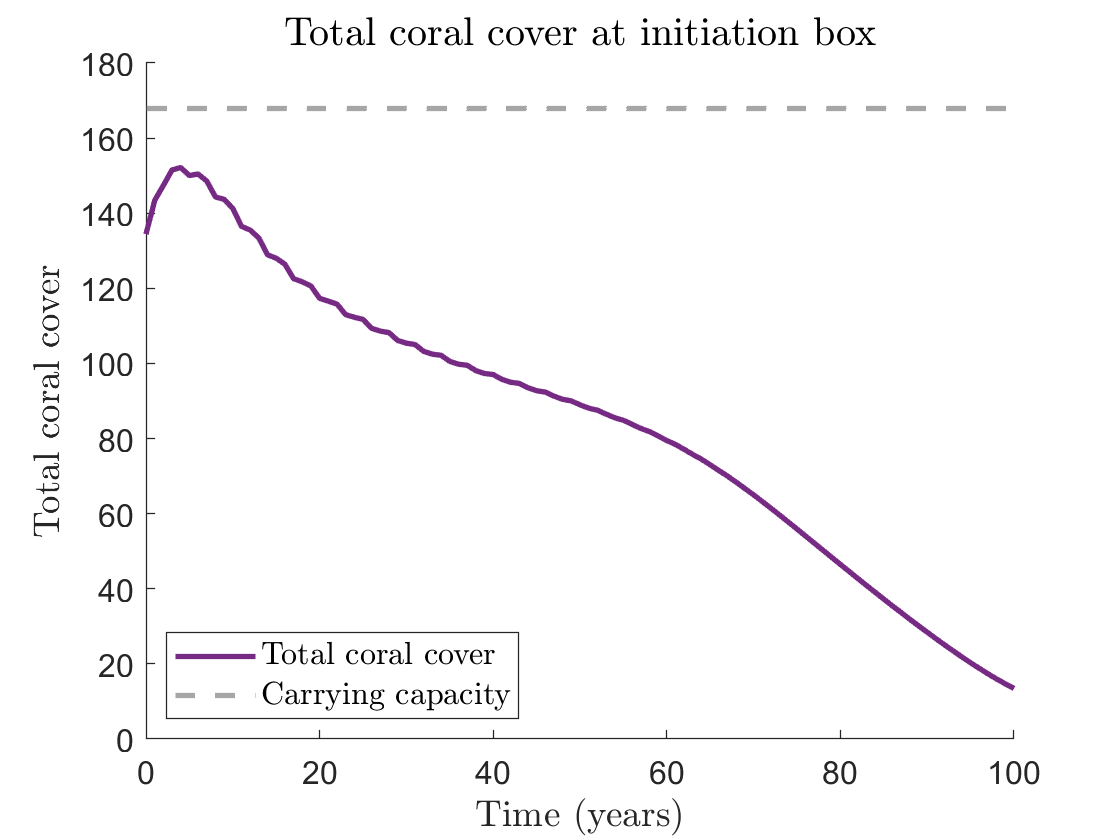 Total coral cover at initiation box
180
160
140
120
100
80
60
40
20
0
Total coral cover
Total coral cover
Carrying capacity
0 20 40 60 80 100
Time (years)